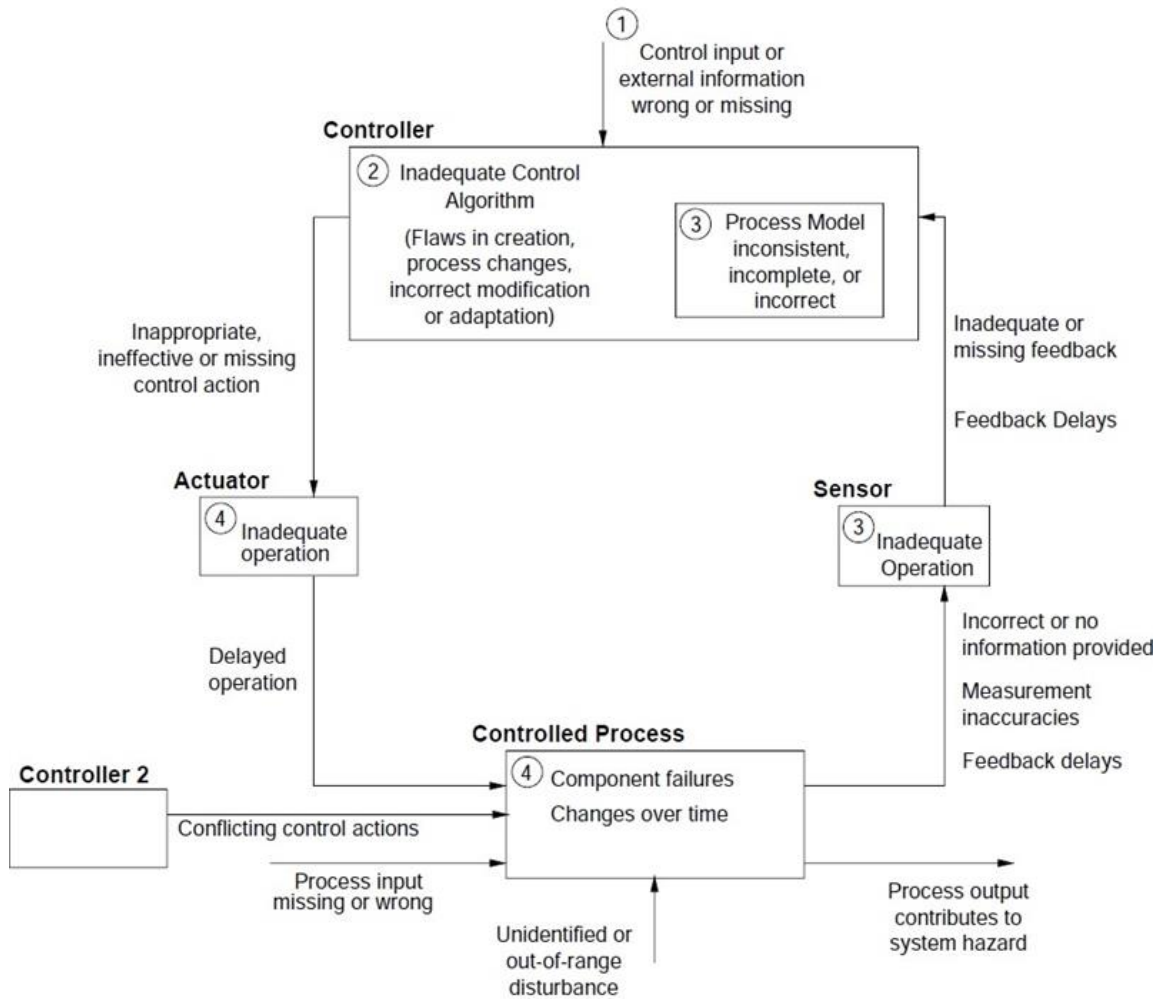 1
Control input or
external information
wrong or missing
Controller
2
Inadequate Control
Algorithm
(Flaws in creation,
process changes,
incorrect modification
or adaptation)
3
Process Model
inconsistent,
incomplete, or
incorrect
Inappropriate,
ineffective or missing
control action
Inadequate or
missing feedback
Feedback Delays
Actuator
4
Inadequate
operation
Sensor
3
Inadequate
Operation
Delayed
operation
Incorrect or no
information provided
Measurement
inaccuracies
Feedback delays
Controlled Process
4
Component failures
Changes over time
Controller 2
Conflicting control actions
Process input
missing or wrong
Unidentified or
out-of-range
disturbance
Process output
contributes to
system hazard